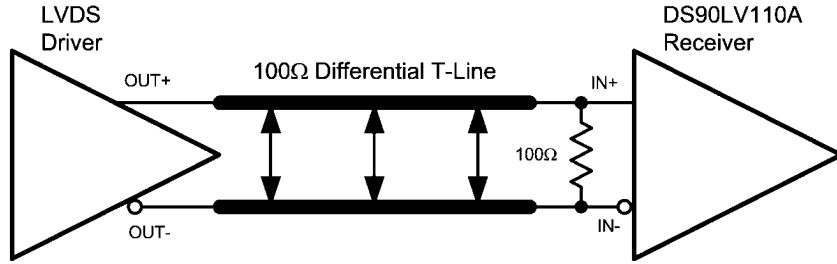 LVDS
Driver
DS90LV110A
Receiver
OUT+
100Ω Differential T-Line
IN+
100Ω
OUT-
IN-